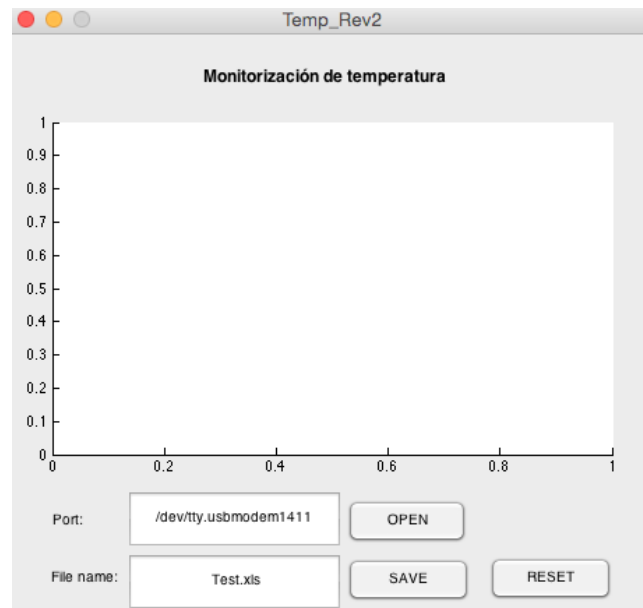 Temp_Rev2
Monitorización de temperatura
1
0.9
0.8
0.7
0.6
0.5
0.4
0.3
0.2
0.1
0
0 0.2 0.4 0.6 0.8 1
Port: /dev/tty.usbmodem1411 OPEN
File name: Test.xls SAVE RESET